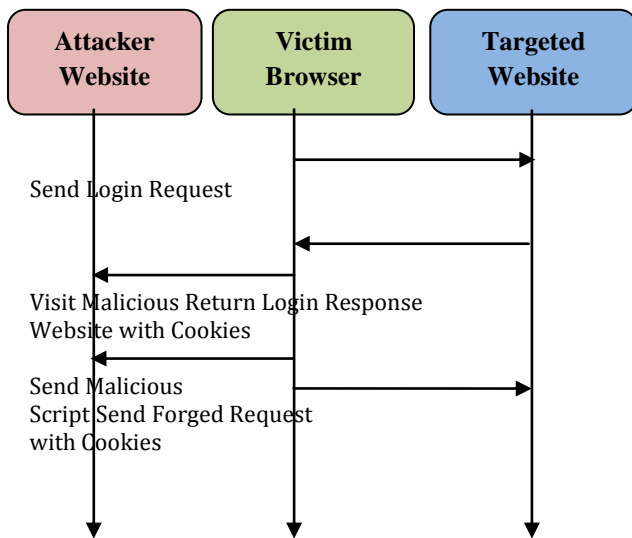 Attacker
Website
Victim
Browser
Targeted
Website
Send Login Request
Visit Malicious Return Login Response
Website with Cookies
Send Malicious
Script Send Forged Request
with Cookies